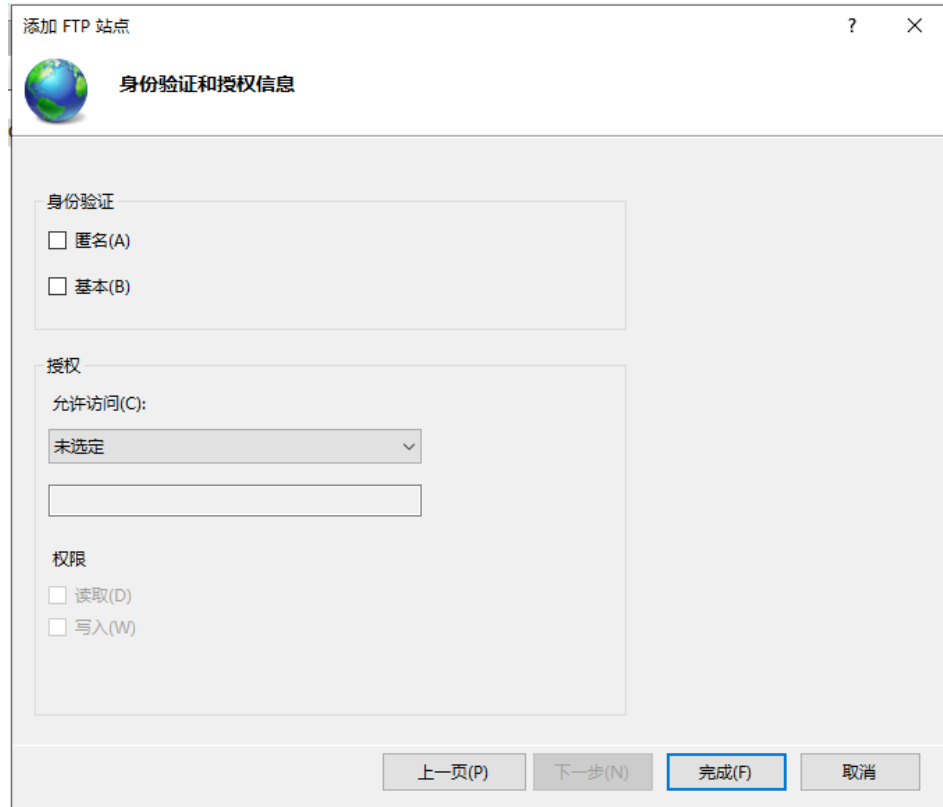 添加 FTP 站点
?
身份验证和授权信息
身份验证
匿名(A)
基本(B)
授权
允许访问(C):
未选定
权限
读取(D)
写入(W)
上一页(P) 下一步(N) 完成(F) 取消